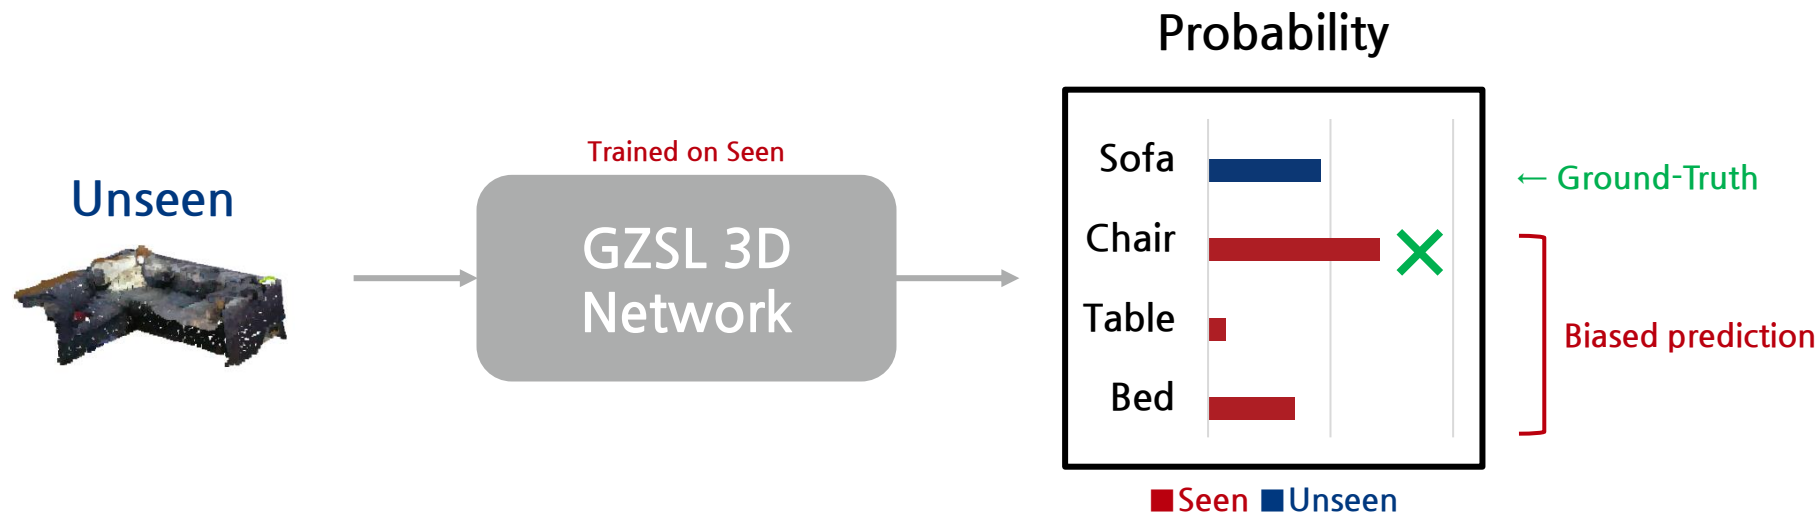 Probability
Trained on Seen
Unseen
GZSL 3D
Network
Sofa
Chair
Table
Bed
← Ground-Truth
Biased prediction
Seen
Unseen